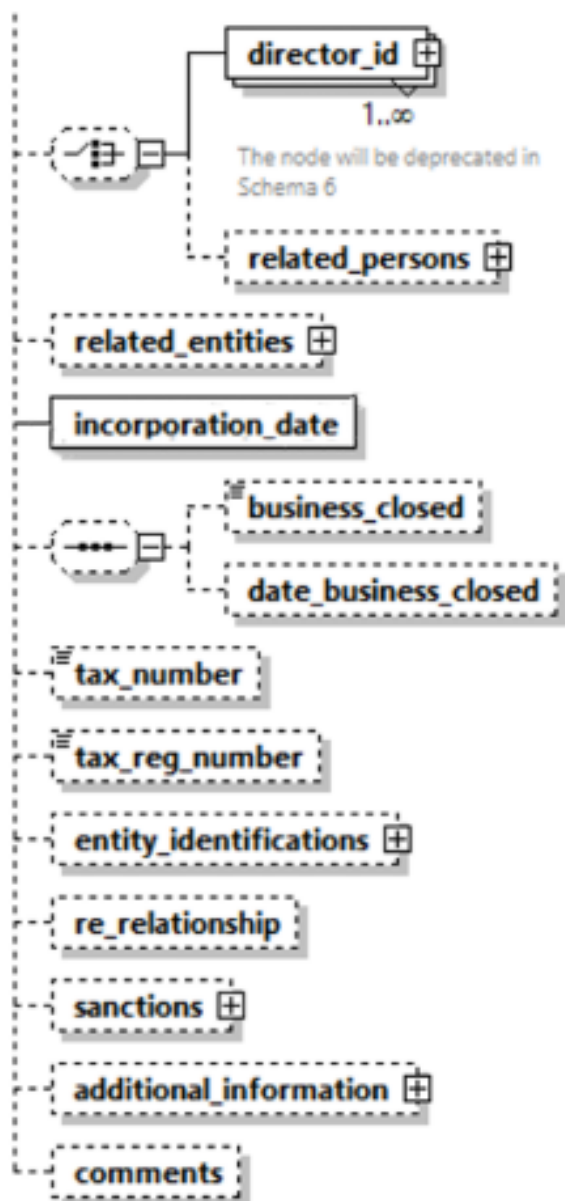 director_id
1..∞
The node will be deprecated in
Schema 6
related_persons
related_entities
incorporation_date
business_closed
date_business_closed
tax_number
tax_reg_number
entity_identifications
re_relationship
sanctions
additional_information
comments